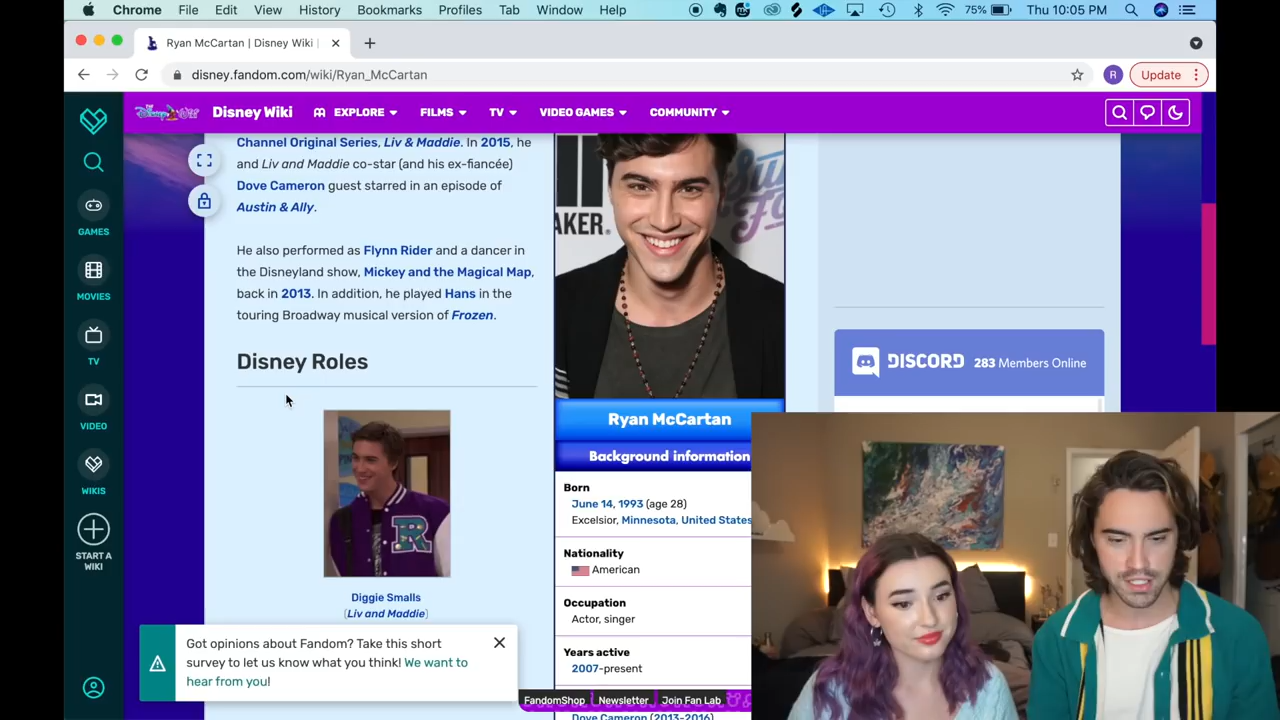 Chrome File Edit View History Bookmarks Profiles Tab Window Help 75% Thu 10:05 PM
Ryan McCartan | Disney Wiki |
disney.fandom.com/wiki/Ryan_McCartan
R
Update
Disney Wiki EXPLORE FILMS TV VIDEO GAMES COMMUNITY
GAMES
MOVIES
TV
VIDEO
WIKIS
START A
WIKI
Channel Original Series, Liv & Maddie. In 2015, he
and Liv and Maddie co-star (and his ex-fiancée)
Dove Cameron guest starred in an episode of
Austin & Ally.
He also performed as Flynn Rider and a dancer in
the Disneyland show, Mickey and the Magical Map,
back in 2013. In addition, he played Hans in the
touring Broadway musical version of Frozen.
Disney Roles
R
Diggie Smalls
(Liv and Maddie)
Got opinions about Fandom? Take this short
survey to let us know what you think! We want to
hear from you!
AKER.
Ryan McCartan
Background information
Born
June 14, 1993 (age 28)
Excelsior, Minnesota, United States
Nationality
American
Occupation
Actor, singer
Years active
2007-present
Dove Cameron (2013-2016)
FandomShop Newsletter Join Fan Lab
DISCORD 283 Members Online